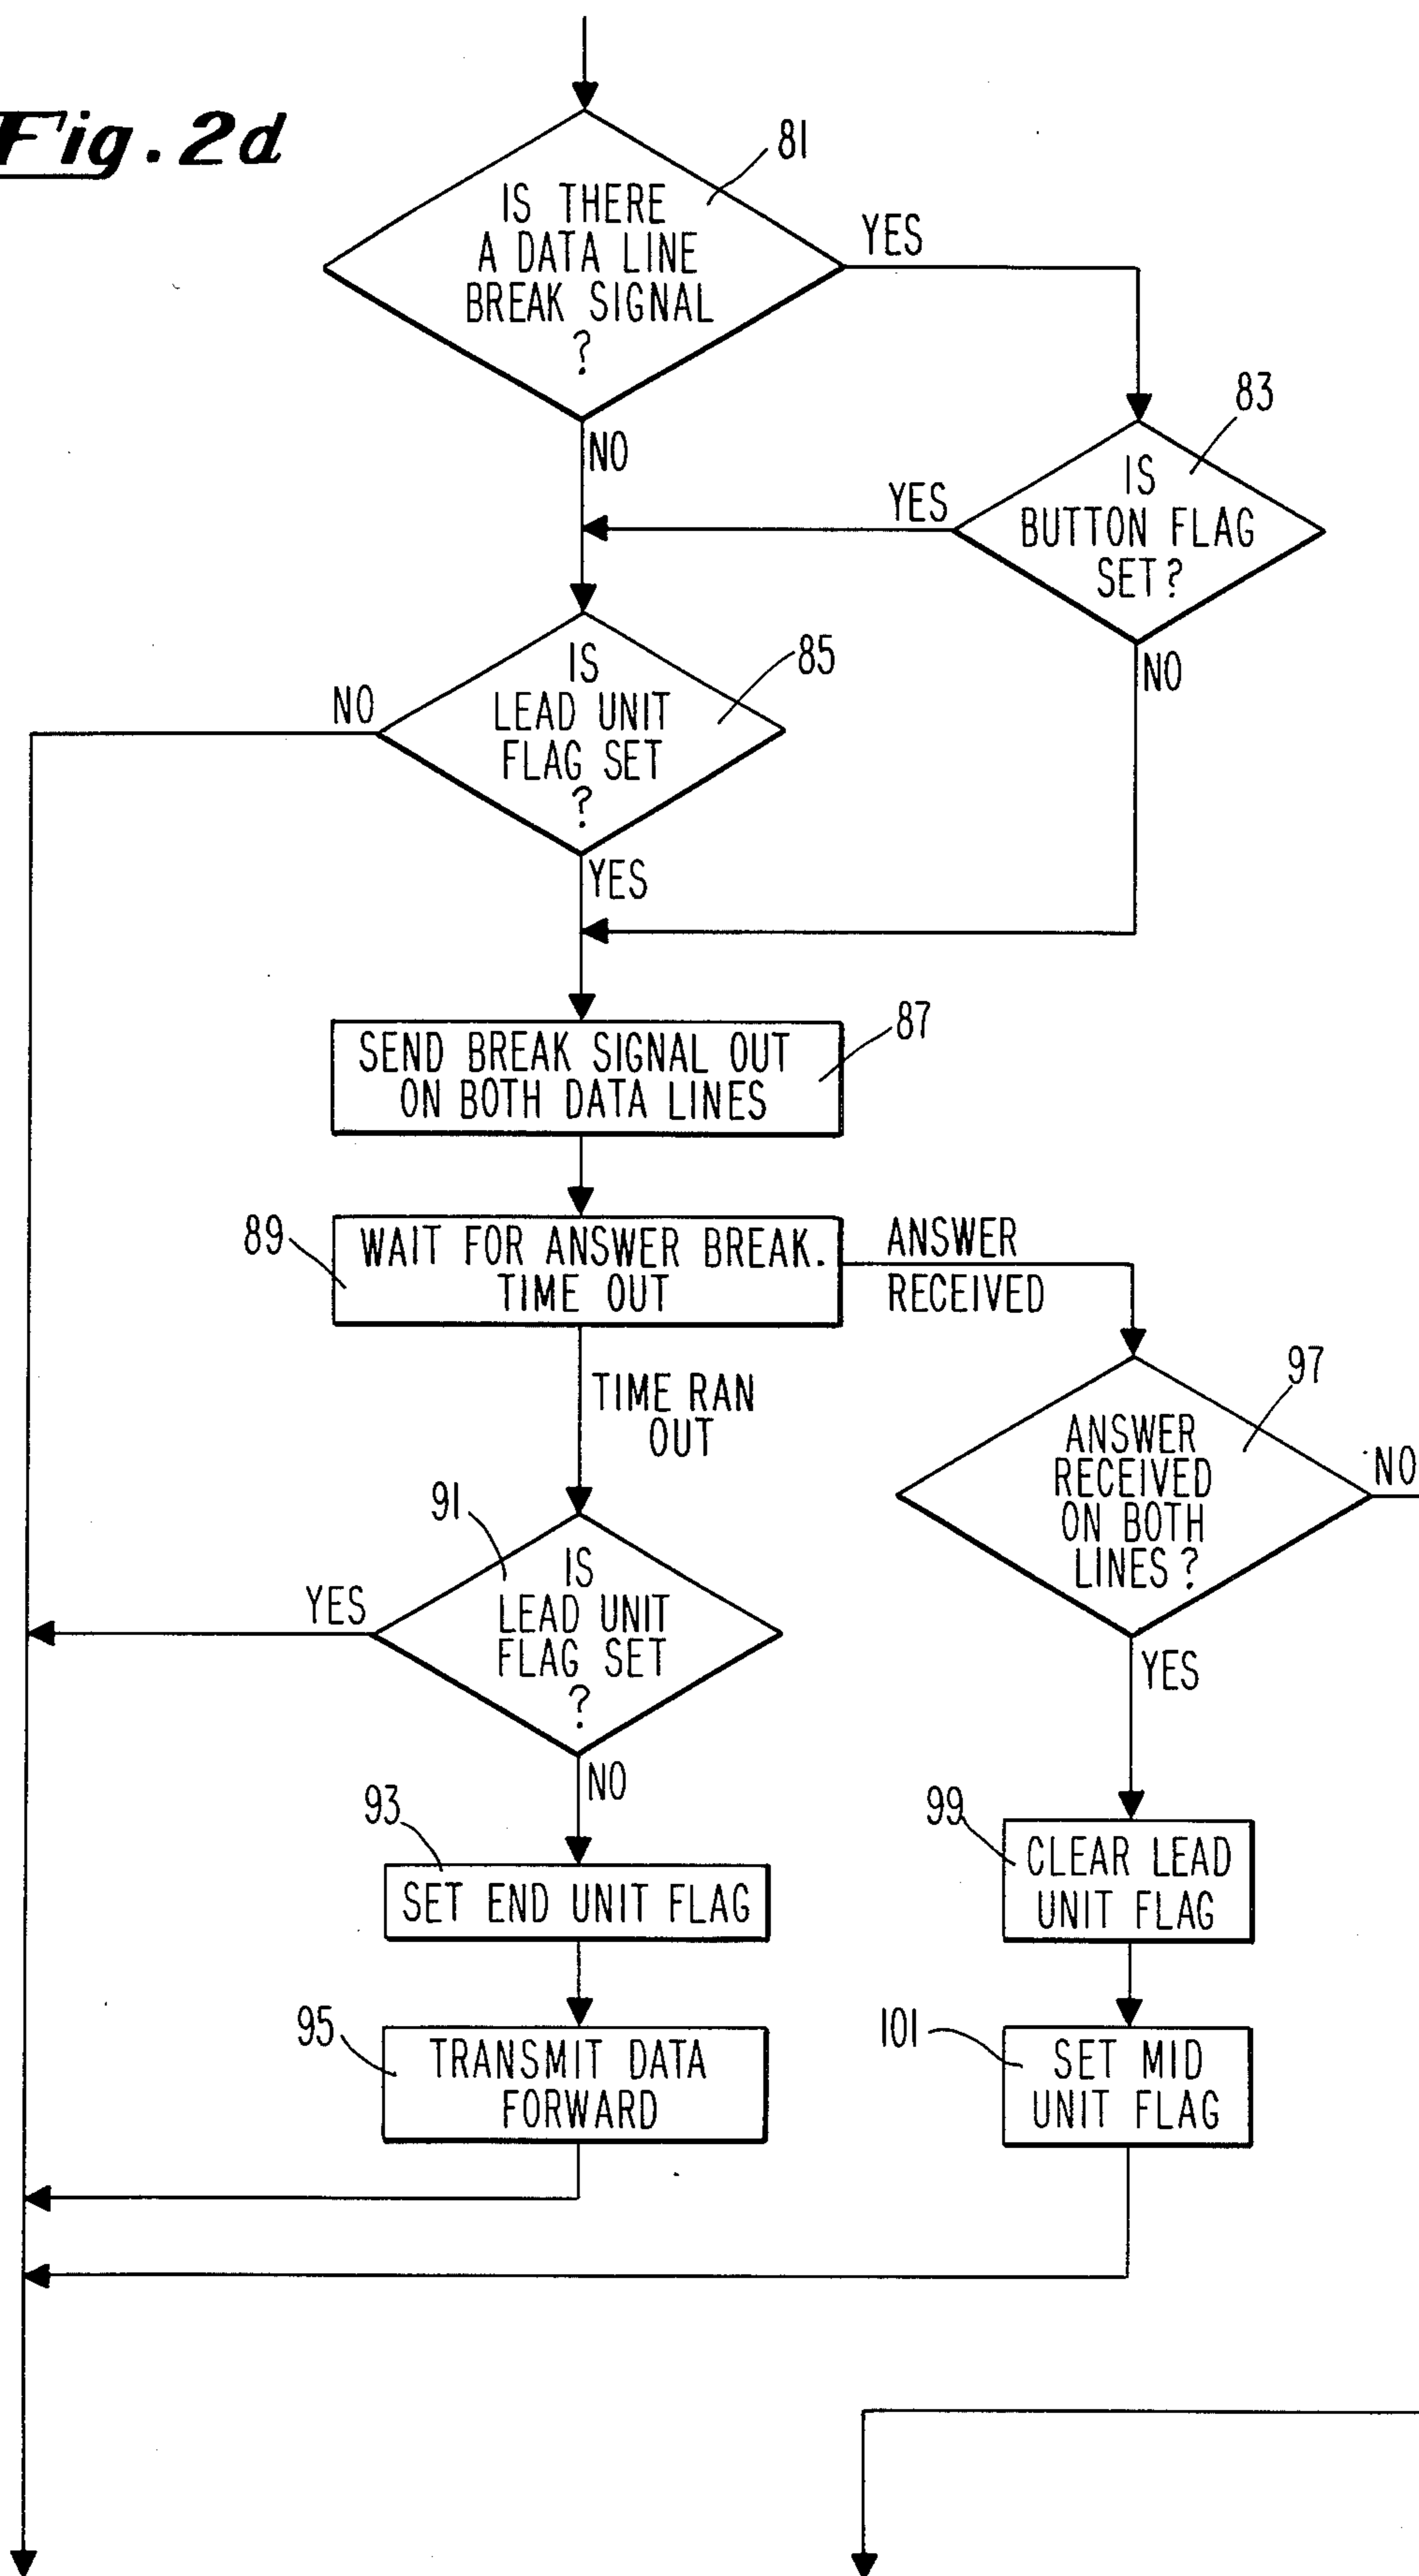 Fig. 2d
81
IS THERE
A DATA LINE
BREAK SIGNAL
?
YES
NO
83
IS
BUTTON FLAG
SET?
YES
NO
85
IS
LEAD UNIT
FLAG SET
?
NO
YES
87
SEND BREAK SIGNAL OUT
ON BOTH DATA LINES
89
WAIT FOR ANSWER BREAK.
TIME OUT
ANSWER
RECEIVED
TIME RAN
OUT
97
ANSWER
RECEIVED
ON BOTH
LINES?
NO
YES
91
IS
LEAD UNIT
FLAG SET
?
YES
NO
93
SET END UNIT FLAG
99
CLEAR LEAD
UNIT FLAG
95
TRANSMIT DATA
FORWARD
101
SET MID
UNIT FLAG